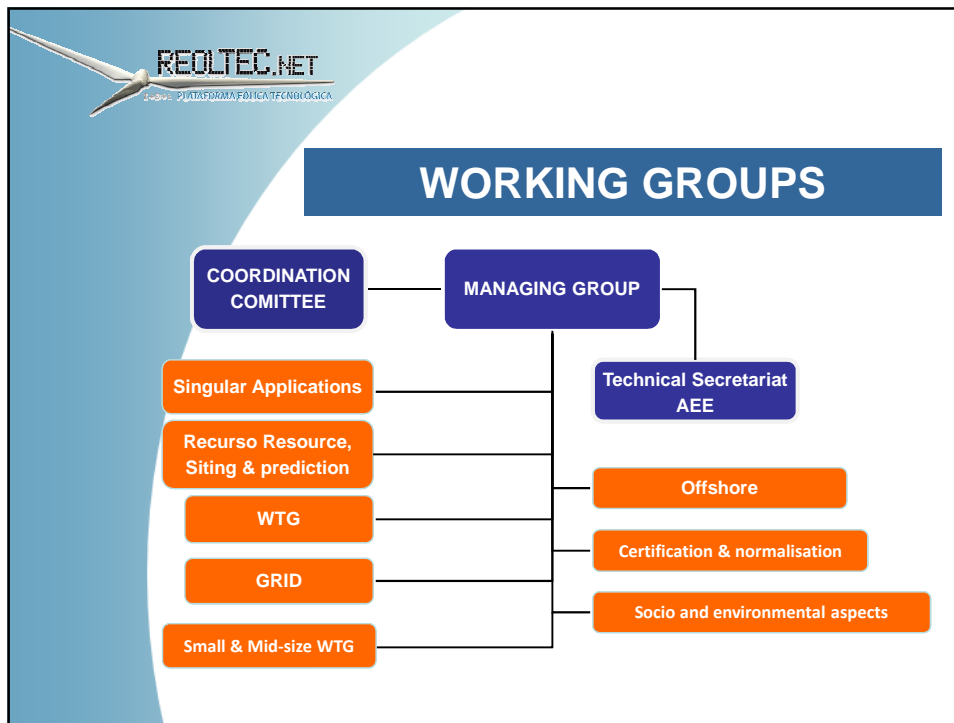 REOLTEC.NET
PLATAFORMA EÓLICA TECNOLÓGICA
WORKING GROUPS
COORDINATION
COMITTEE
MANAGING GROUP
Technical Secretariat
AEE
Singular Applications
Recurso Resource,
Siting & prediction
WTG
GRID
Small & Mid-size WTG
Offshore
Certification & normalisation
Socio and environmental aspects